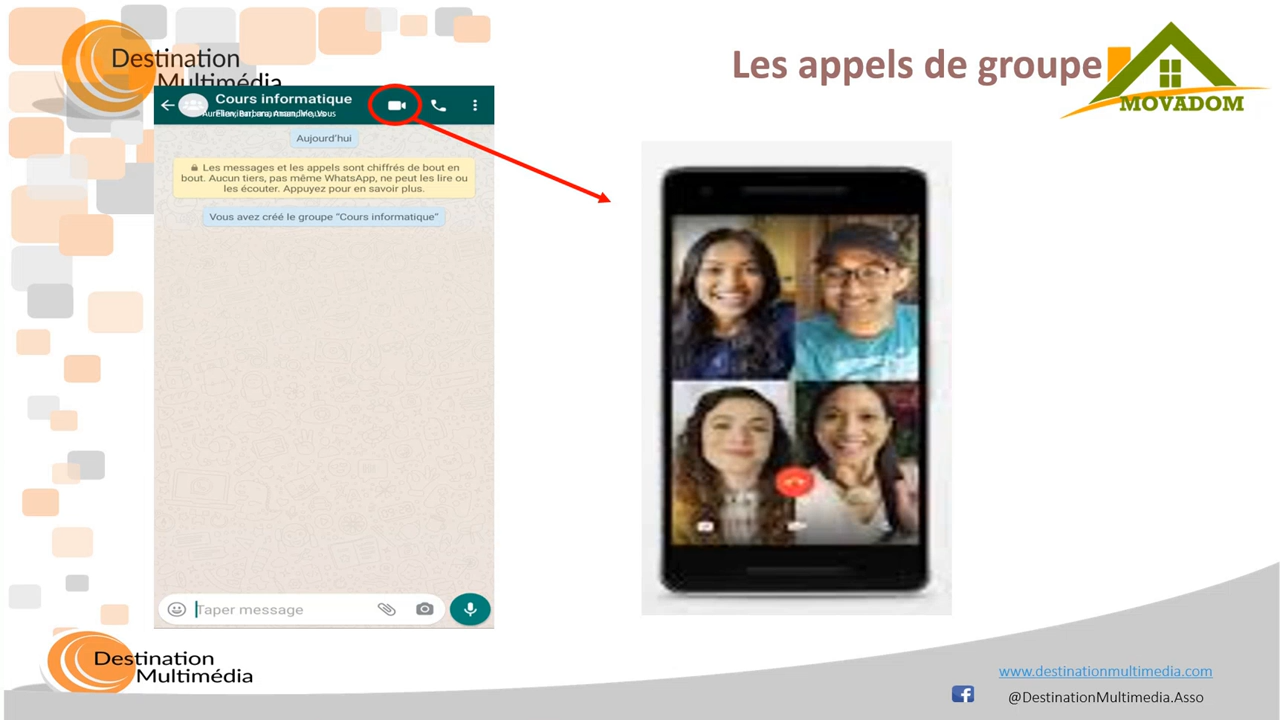 Destination
Multimédia
Les appels de groupe
MOVADOM
Cours informatique
Aujourd'hui
Les messages et les appels sont chiffrés de bout en
bout. Aucun tiers, pas même WhatsApp, ne peut les lire ou
les écouter. Appuyez pour en savoir plus.
Vous avez créé le groupe "Cours informatique"
Taper message
Destination
Multimédia
www.destinationmultimedia.com
@DestinationMultimedia.Asso